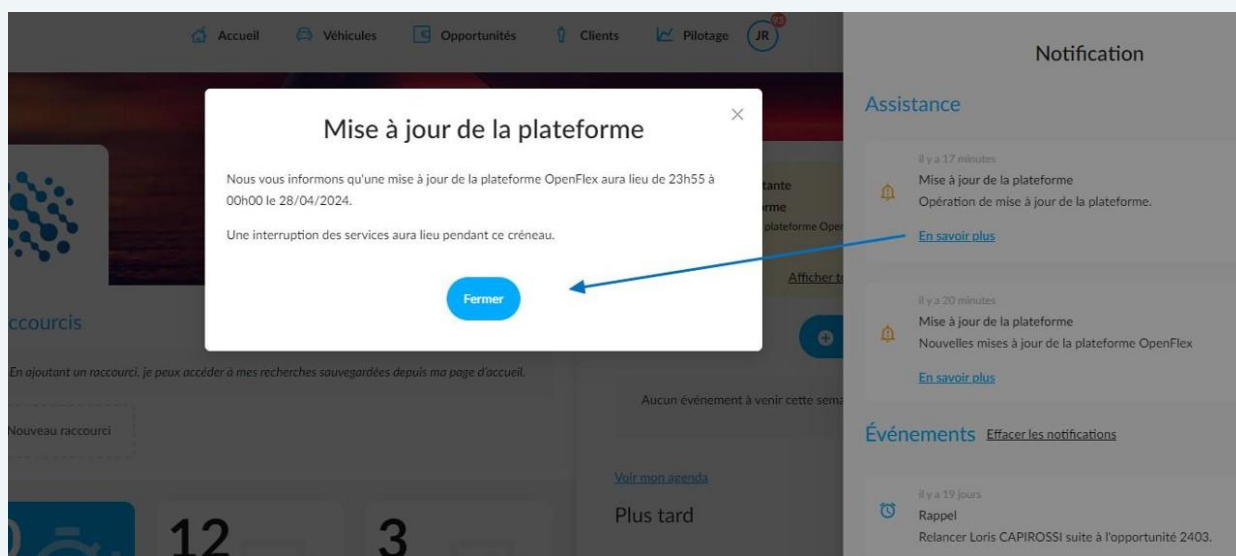 Accueil
Véhicules
Opportunités
Clients
Pilotage
JR
93
Mise à jour de la plateforme
Nous vous informons qu'une mise à jour de la plateforme OpenFlex aura lieu de 23h55 à
00h00 le 28/04/2024.
Une interruption des services aura lieu pendant ce créneau.
Fermer
tante
rme
plateforme Open
Afficher to
ccourcis
En ajoutant un raccourci, je peux accéder à mes recherches sauvegardées depuis ma page d'accueil.
Nouveau raccourci
Aucun événement à venir cette sema
Voir mon agenda
Plus tard
12
3
Notification
Assistance
il y a 17 minutes
Mise à jour de la plateforme
Opération de mise à jour de la plateforme.
En savoir plus
il y a 20 minutes
Mise à jour de la plateforme
Nouvelles mises à jour de la plateforme OpenFlex
En savoir plus
Événements Effacer les notifications
il y a 19 jours
Rappel
Relancer Loris CAPIROSSI suite à l'opportunité 2403.